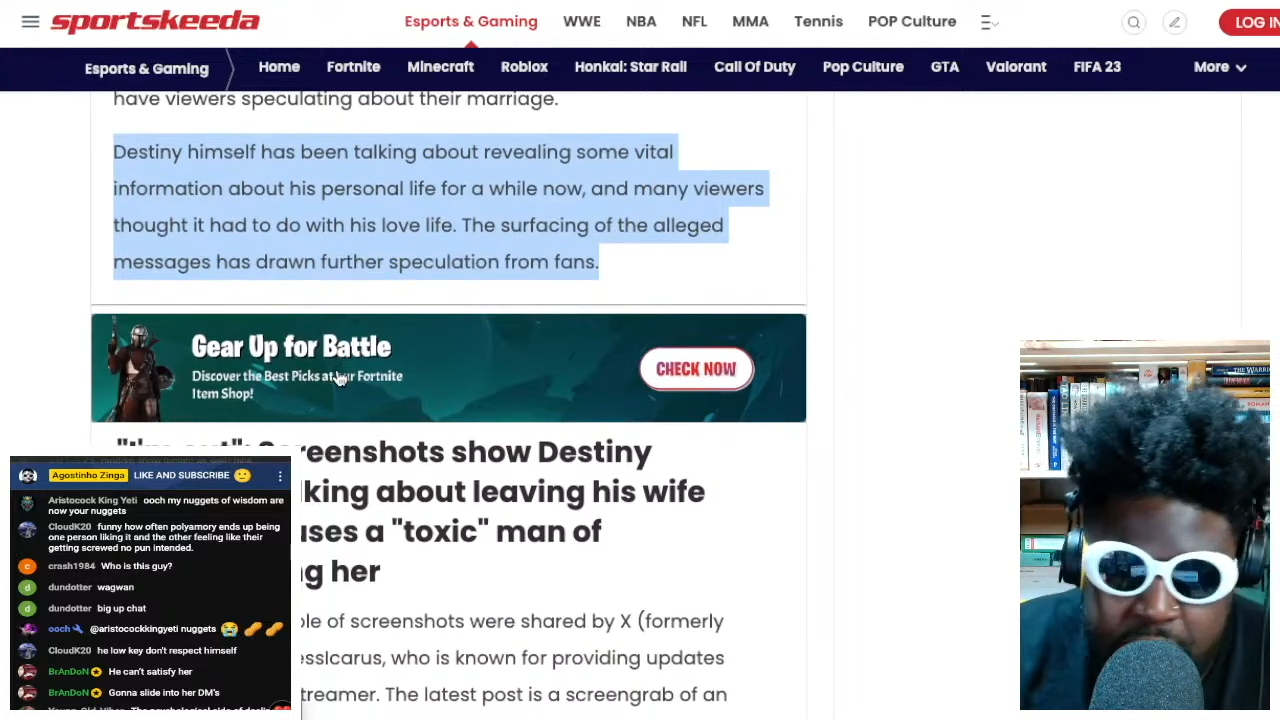 sportskeeda
Esports & Gaming
WWE
NBA
NFL
MMA
Tennis
POP Culture
LOG IN
Esports & Gaming
Home
Fortnite
Minecraft
Roblox
Honkai: Star Rail
Call Of Duty
Pop Culture
GTA
Valorant
FIFA 23
More
have viewers speculating about their marriage.
Destiny himself has been talking about revealing some vital
information about his personal life for a while now, and many viewers
thought it had to do with his love life. The surfacing of the alleged
messages has drawn further speculation from fans.
Gear Up for Battle
Discover the Best Picks at our Fortnite
Item Shop!
CHECK NOW
reenshots show Destiny
lking about leaving his wife
uses a "toxic" man of
g her
ple of screenshots were shared by X (formerly
ssIcarus, who is known for providing updates
treamer. The latest post is a screengrab of an
Agostinho Zinga LIKE AND SUBSCRIBE
Aristocock King Yeti ooch my nuggets of wisdom are
now your nuggets
CloudK20 funny how often polyamory ends up being
one person liking it and the other feeling like their
getting screwed no pun intended.
crash1984 Who is this guy?
dundotter wagwan
dundotter big up chat
ooch @aristocockkingyeti nuggets
CloudK20 he low key don't respect himself
BrAnDoN He can't satisfy her
BrAnDoN Gonna slide into her DM's
THE WARRIO